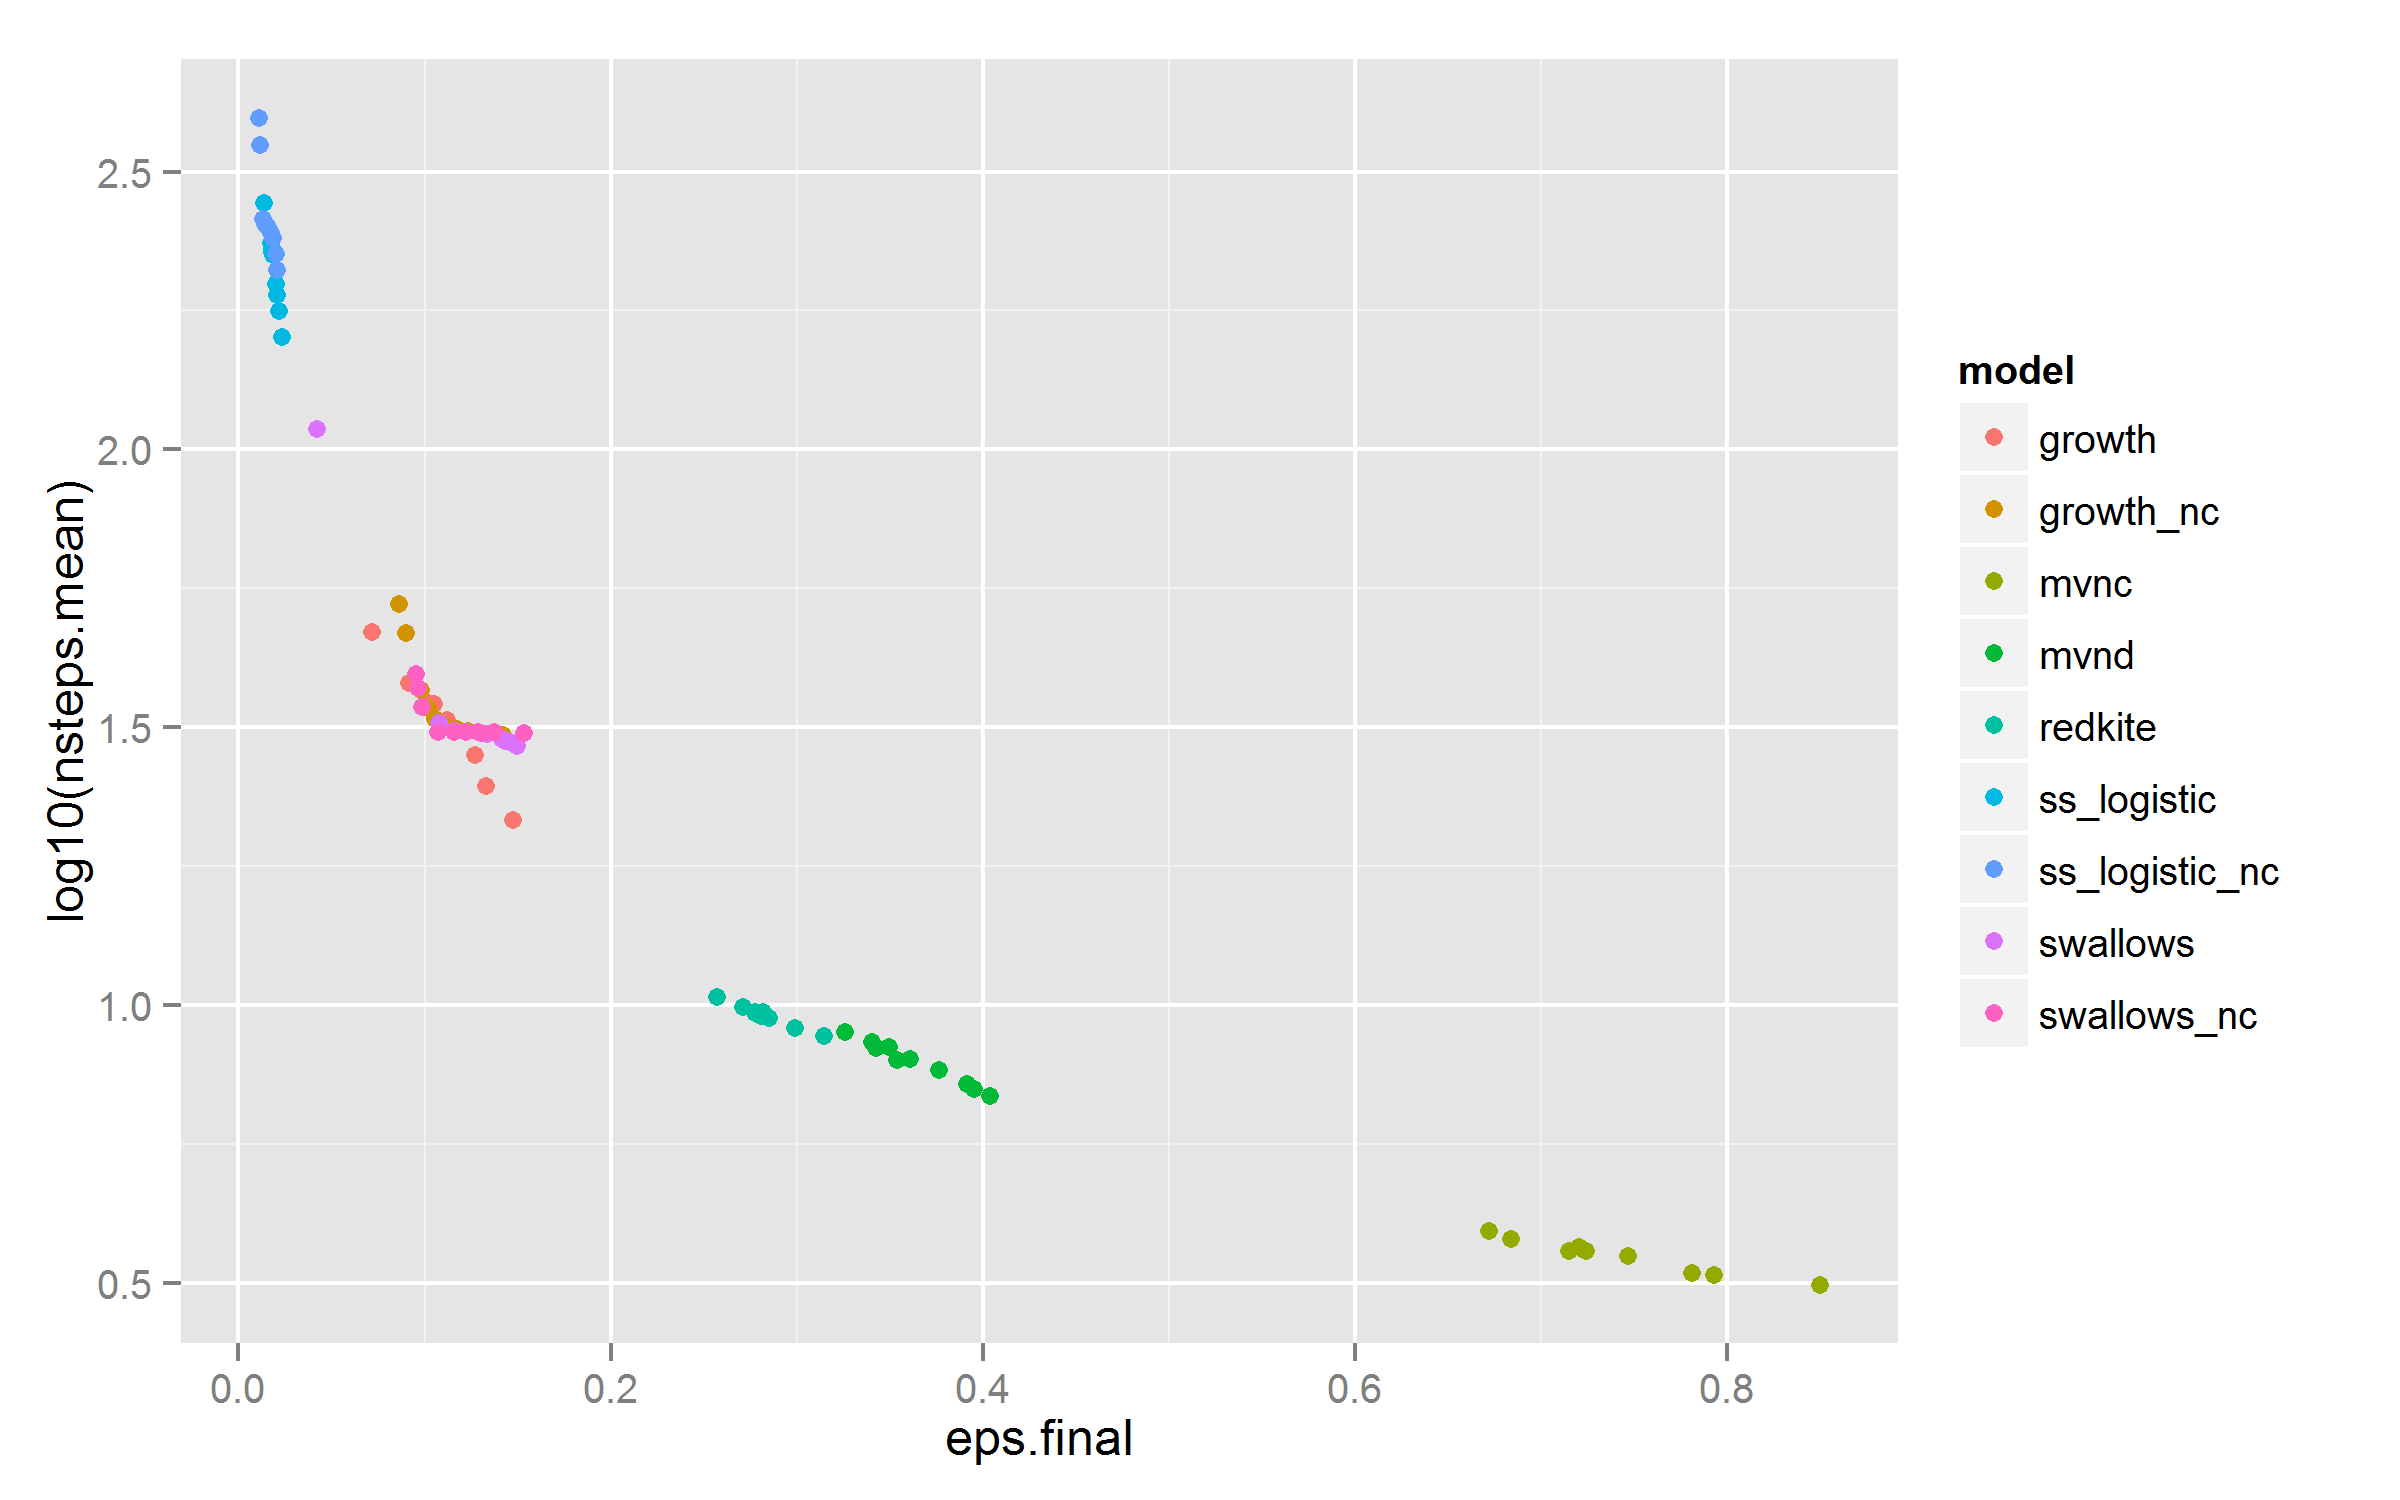 log10(nsteps.mean)
2.5
2.0
1.5
1.0
0.5
0.0 0.2 0.4 0.6 0.8
eps.final
model
growth
growth_nc
mvnc
mvnd
redkite
ss_logistic
ss_logistic_nc
swallows
swallows_nc